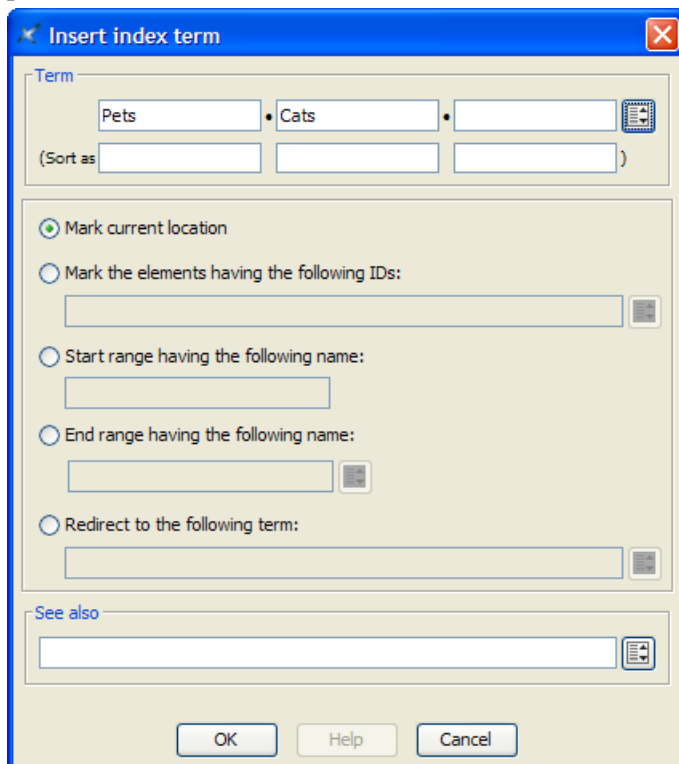 Insert index term
Term
Pets • Cats •
(Sort as )
Mark current location
Mark the elements having the following IDs:
Start range having the following name:
End range having the following name:
Redirect to the following term:
See also
OK Help Cancel